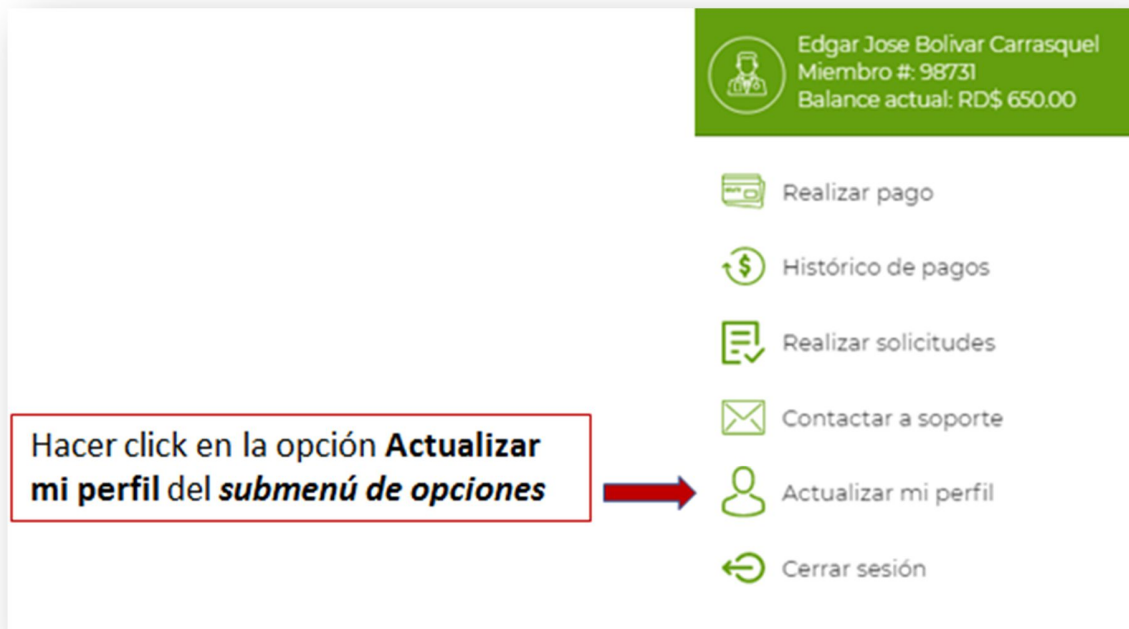 Edgar Jose Bolivar Carrasquel
Miembro #: 98731
Balance actual: RD$ 650.00
Realizar pago
Histórico de pagos
Realizar solicitudes
Contactar a soporte
Hacer click en la opción Actualizar
mi perfil del submenú de opciones
Actualizar mi perfil
Cerrar sesión